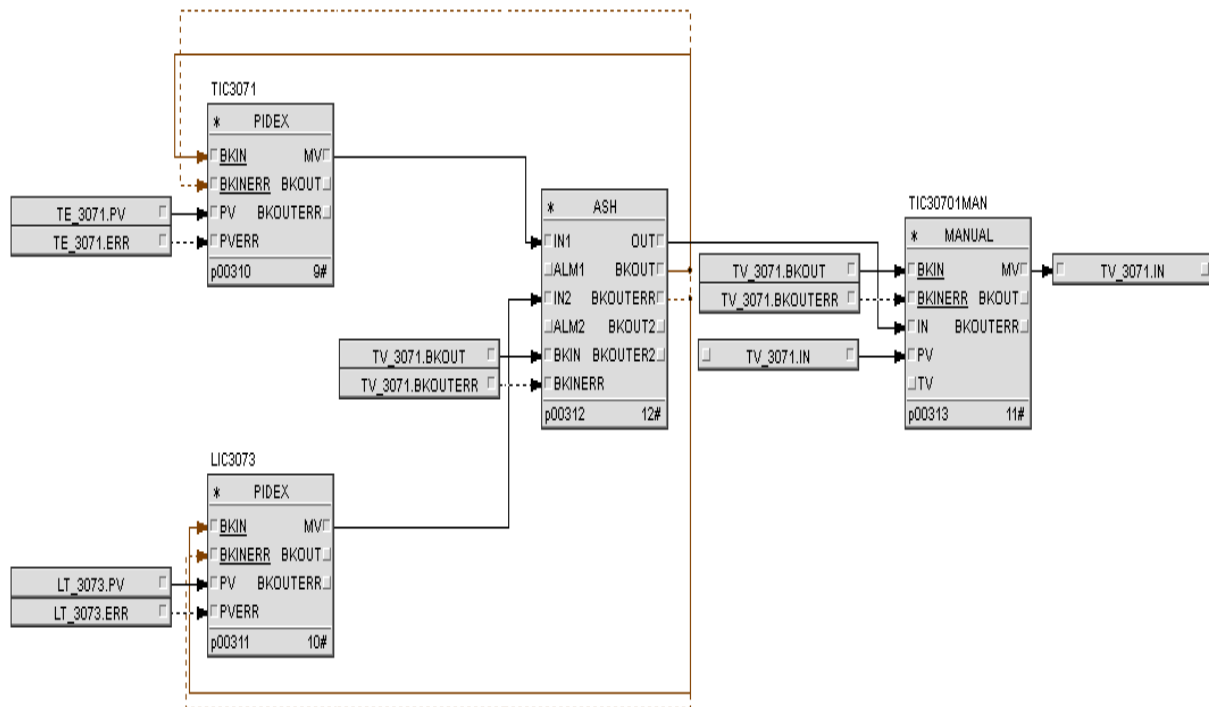 TIC3071
* PIDEX
BKIN MV
BKINERR BKOUT
PV BKOUTERR
PVERR
p00310 9#
TE_3071.PV
TE_3071.ERR
* ASH
IN1 OUT
ALM1 BKOUT
IN2 BKOUTERR
ALM2 BKOUT2
BKIN BKOUTER2
BKINERR
p00312 12#
TV_3071.BKOUT
TV_3071.BKOUTERR
TIC30701MAN
* MANUAL
BKIN MV
BKINERR BKOUT
IN BKOUTERR
PV
TV
p00313 11#
TV_3071.BKOUT
TV_3071.BKOUTERR
TV_3071.IN
TV_3071.IN
LIC3073
* PIDEX
BKIN MV
BKINERR BKOUT
PV BKOUTERR
PVERR
p00311 10#
LT_3073.PV
LT_3073.ERR